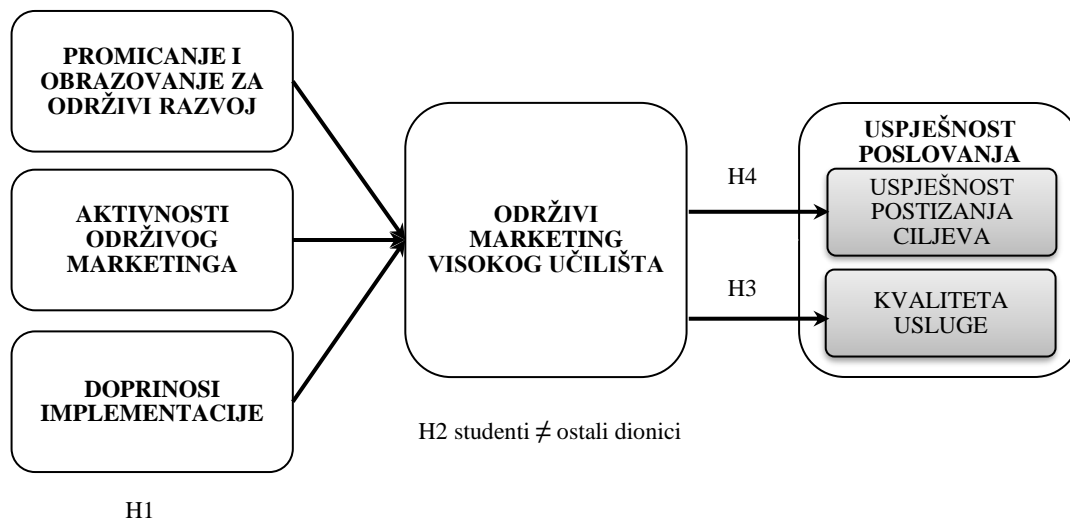 PROMICANJE I
OBRAZOVANJE ZA
ODRŽIVI RAZVOJ
AKTIVNOSTI
ODRŽIVOG
MARKETINGA
DOPRINOSI
IMPLEMENTACIJE
H1
ODRŽIVI
MARKETING
VISOKOG UČILIŠTA
H2 studenti ≠ ostali dionici
H4
H3
USPJEŠNOST
POSLOVANJA
USPJEŠNOST
POSTIZANJA
CILJEVA
KVALITETA
USLUGE